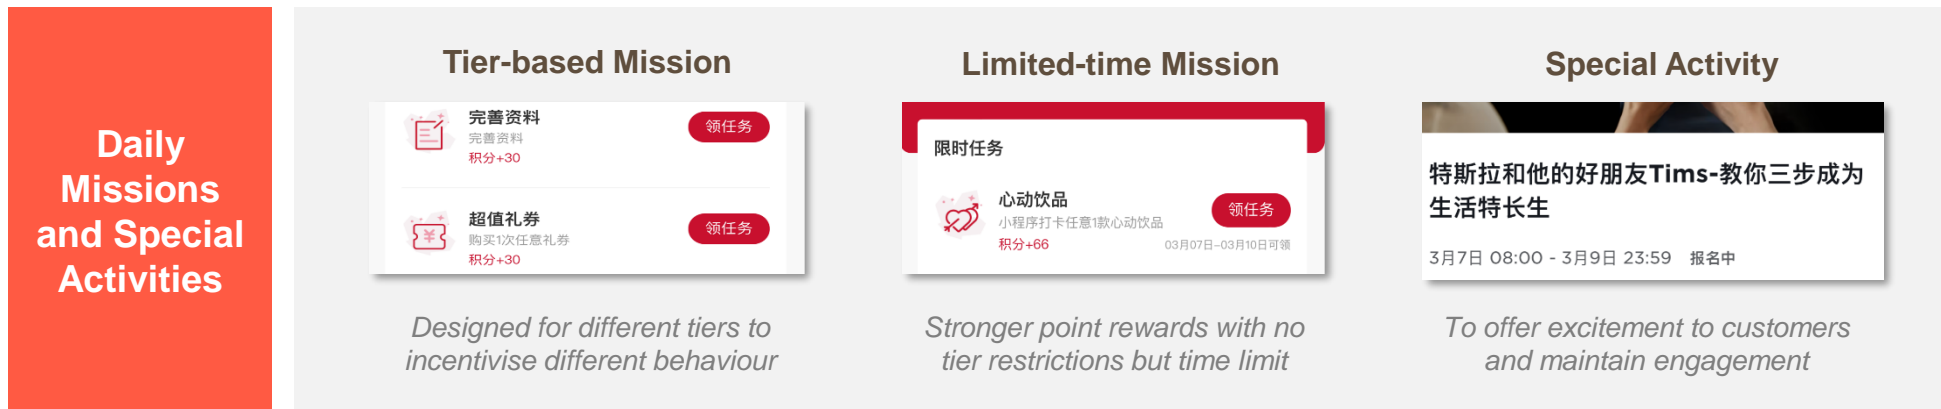 Daily
Missions
and Special
Activities
Tier-based Mission
完善资料
完善资料
积分+30
领任务
超值礼券
购买1次任意礼券
积分+30
领任务
Designed for different tiers to
incentivise different behaviour
Limited-time Mission
限时任务
心动饮品
小程序打卡任意1款心动饮品
积分+66
领任务
03月07日-03月10日可领
Stronger point rewards with no
tier restrictions but time limit
Special Activity
特斯拉和他的好朋友Tims-教你三步成为
生活特长生
3月7日 08:00 - 3月9日 23:59 报名中
To offer excitement to customers
and maintain engagement